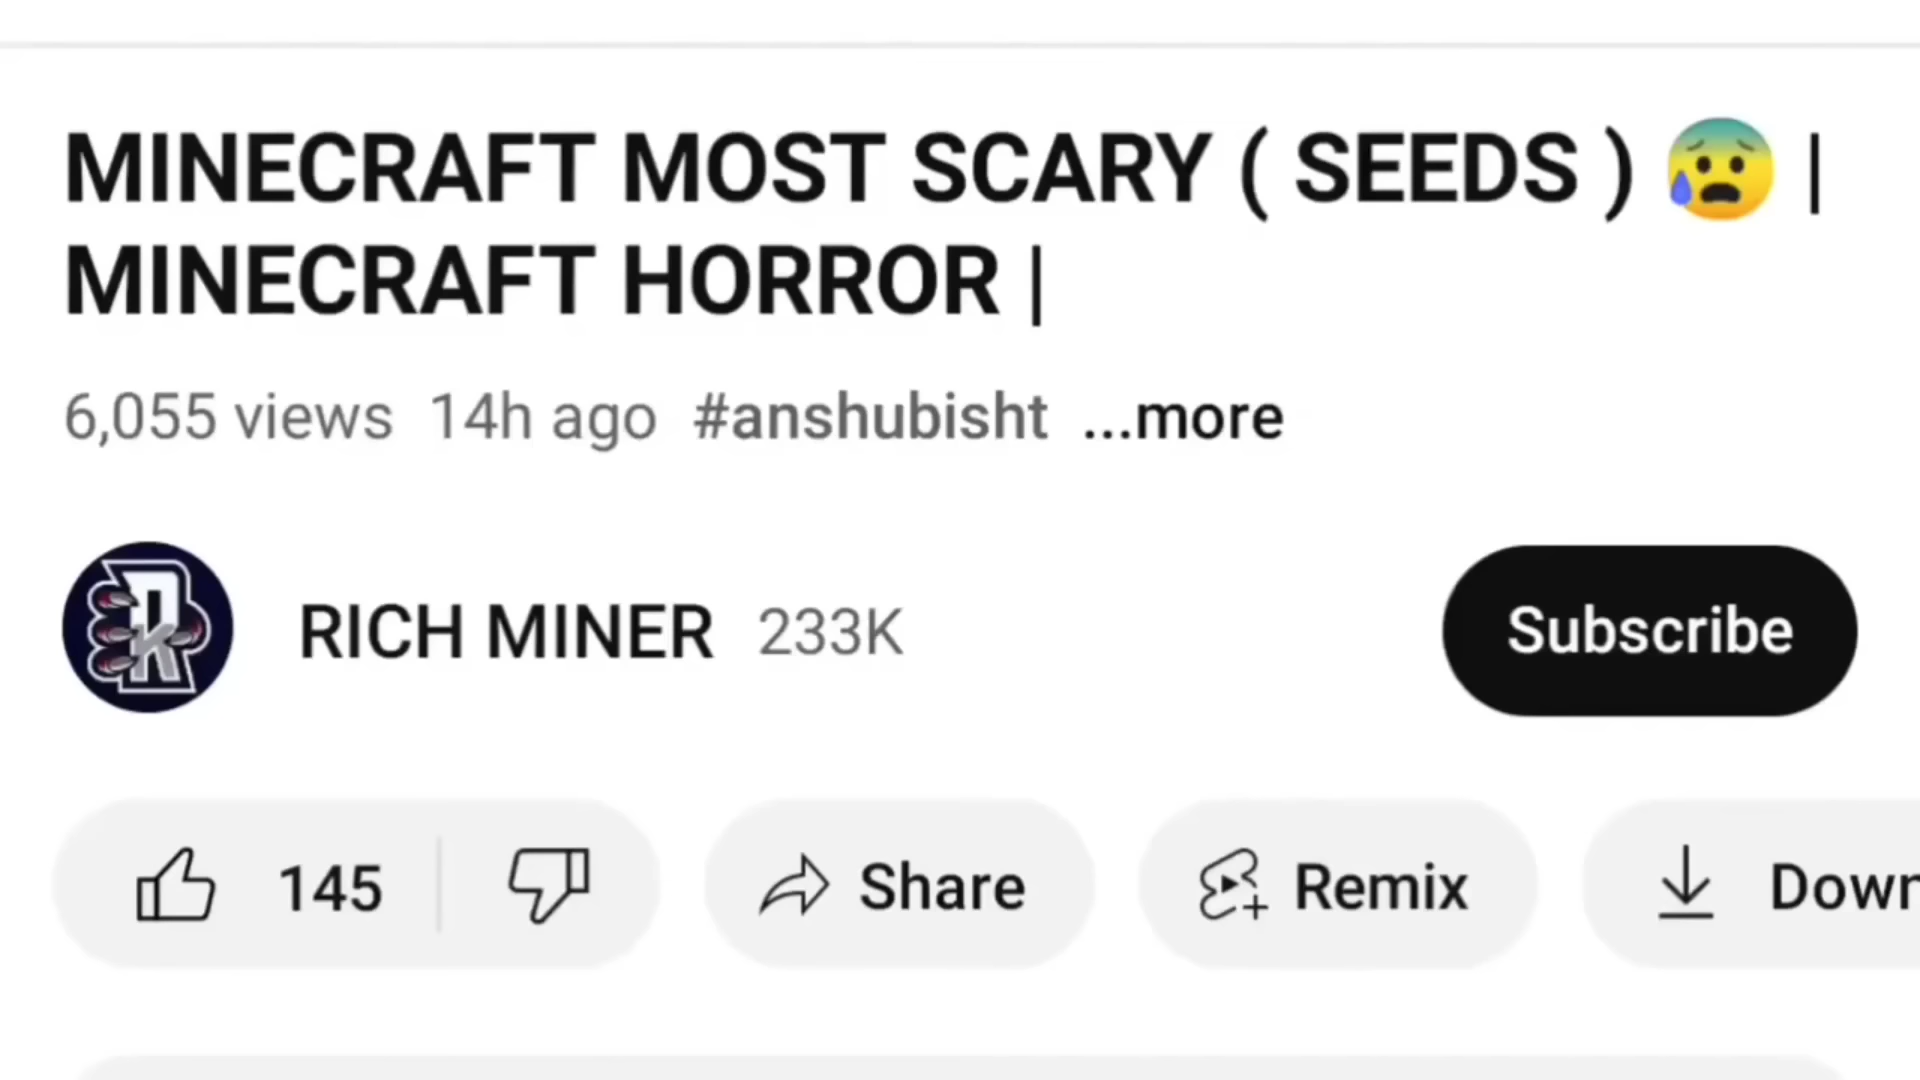 MINECRAFT MOST SCARY ( SEEDS ) 😰 |
MINECRAFT HORROR |
6,055 views 14h ago #anshubisht ...more
RICH MINER 233K
Subscribe
145
Share
Remix
Down